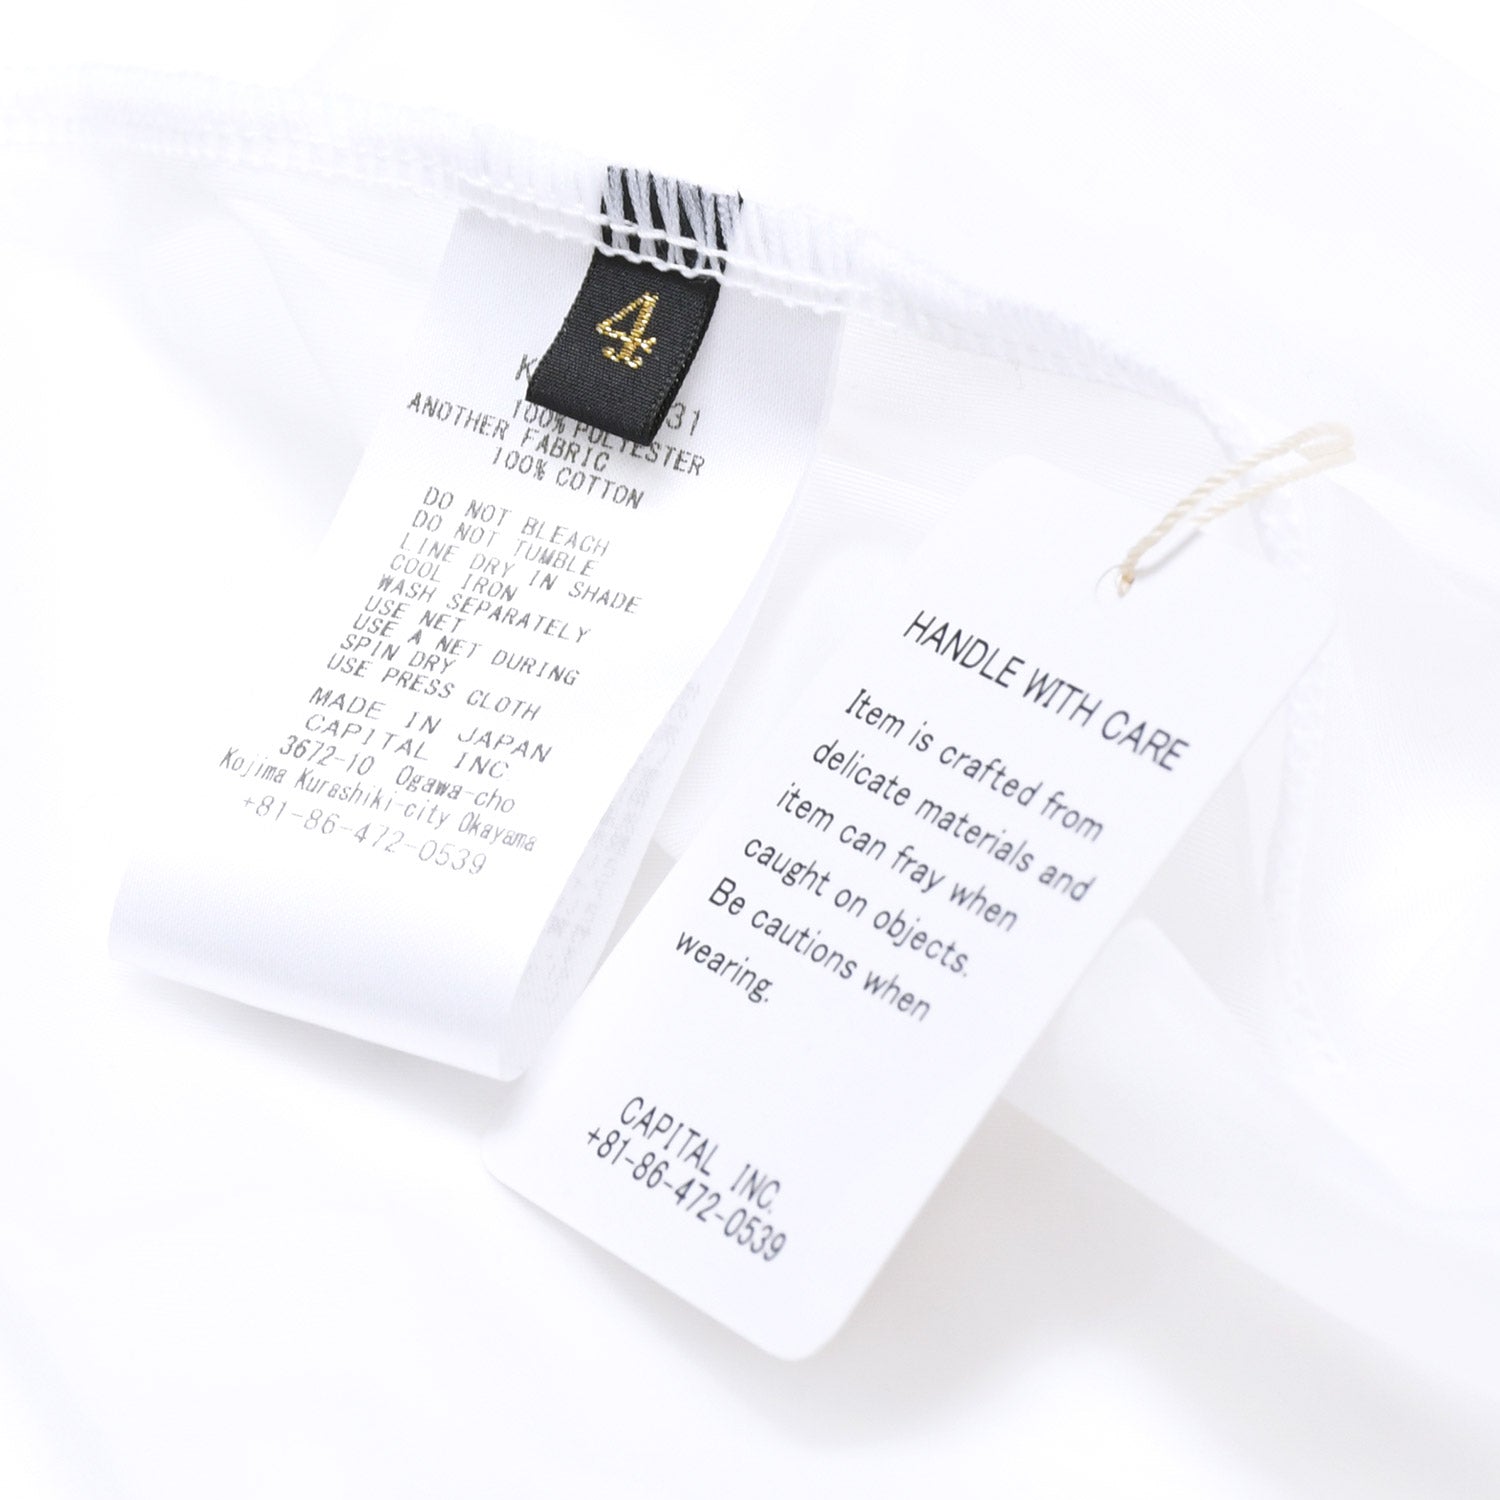 4
100% POLYESTER
ANOTHER FABRIC
100% COTTON
DO NOT BLEACH
DO NOT TUMBLE
LINE DRY IN SHADE
COOL IRON
WASH SEPARATELY
USE NET
USE A NET DURING
SPIN DRY
USE PRESS CLOTH
MADE IN JAPAN
CAPITAL INC
3672-10 Ogawa-cho
Kojima Kurashiki-city Okayama
+81-86-472-0539
HANDLE WITH CARE
Item is crafted from
delicate materials and
item can fray when
caught on objects.
Be cautions when
wearing.
CAPITAL INC.
+81-86-472-0539